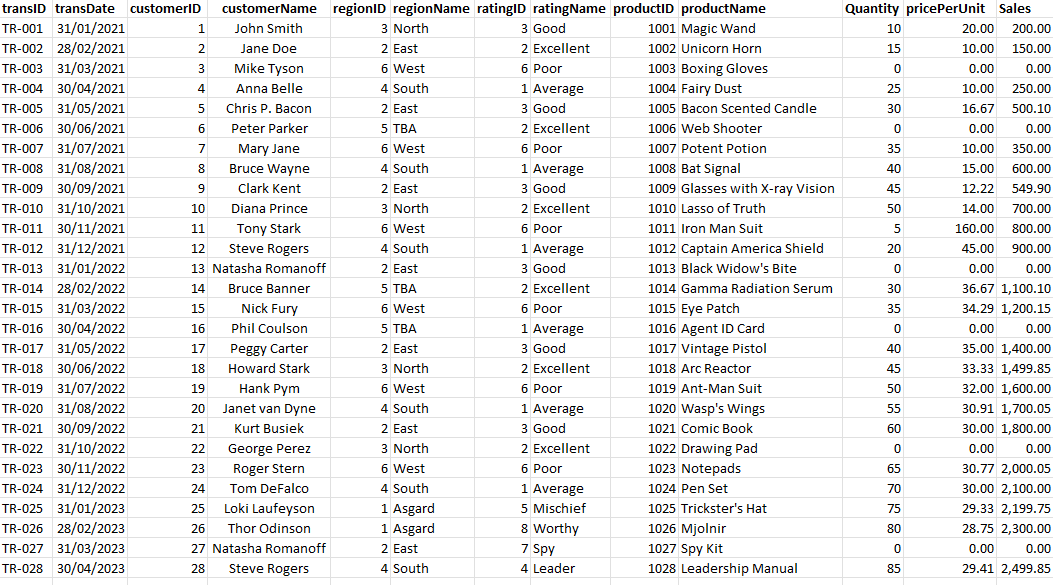 transID transDate customerID customerName regionID regionName ratingID ratingName productID productName Quantity pricePerUnit Sales
TR-001 31/01/2021 1 John Smith 3 North 3 Good 1001 Magic Wand 10 20.00 200.00
TR-002 28/02/2021 2 Jane Doe 2 East 2 Excellent 1002 Unicorn Horn 15 10.00 150.00
TR-003 31/03/2021 3 Mike Tyson 6 West 6 Poor 1003 Boxing Gloves 0 0.00 0.00
TR-004 30/04/2021 4 Anna Belle 4 South 1 Average 1004 Fairy Dust 25 10.00 250.00
TR-005 31/05/2021 5 Chris P. Bacon 2 East 3 Good 1005 Bacon Scented Candle 30 16.67 500.10
TR-006 30/06/2021 6 Peter Parker 5 TBA 2 Excellent 1006 Web Shooter 0 0.00 0.00
TR-007 31/07/2021 7 Mary Jane 6 West 6 Poor 1007 Potent Potion 35 10.00 350.00
TR-008 31/08/2021 8 Bruce Wayne 4 South 1 Average 1008 Bat Signal 40 15.00 600.00
TR-009 30/09/2021 9 Clark Kent 2 East 3 Good 1009 Glasses with X-ray Vision 45 12.22 549.90
TR-010 31/10/2021 10 Diana Prince 3 North 2 Excellent 1010 Lasso of Truth 50 14.00 700.00
TR-011 30/11/2021 11 Tony Stark 6 West 6 Poor 1011 Iron Man Suit 5 160.00 800.00
TR-012 31/12/2021 12 Steve Rogers 4 South 1 Average 1012 Captain America Shield 20 45.00 900.00
TR-013 31/01/2022 13 Natasha Romanoff 2 East 3 Good 1013 Black Widow's Bite 0 0.00 0.00
TR-014 28/02/2022 14 Bruce Banner 5 TBA 2 Excellent 1014 Gamma Radiation Serum 30 36.67 1,100.10
TR-015 31/03/2022 15 Nick Fury 6 West 6 Poor 1015 Eye Patch 35 34.29 1,200.15
TR-016 30/04/2022 16 Phil Coulson 5 TBA 1 Average 1016 Agent ID Card 0 0.00 0.00
TR-017 31/05/2022 17 Peggy Carter 2 East 3 Good 1017 Vintage Pistol 40 35.00 1,400.00
TR-018 30/06/2022 18 Howard Stark 3 North 2 Excellent 1018 Arc Reactor 45 33.33 1,499.85
TR-019 31/07/2022 19 Hank Pym 6 West 6 Poor 1019 Ant-Man Suit 50 32.00 1,600.00
TR-020 31/08/2022 20 Janet van Dyne 4 South 1 Average 1020 Wasp's Wings 55 30.91 1,700.05
TR-021 30/09/2022 21 Kurt Busiek 2 East 3 Good 1021 Comic Book 60 30.00 1,800.00
TR-022 31/10/2022 22 George Perez 3 North 2 Excellent 1022 Drawing Pad 0 0.00 0.00
TR-023 30/11/2022 23 Roger Stern 6 West 6 Poor 1023 Notepads 65 30.77 2,000.05
TR-024 31/12/2022 24 Tom DeFalco 4 South 1 Average 1024 Pen Set 70 30.00 2,100.00
TR-025 31/01/2023 25 Loki Laufeyson 1 Asgard 5 Mischief 1025 Trickster's Hat 75 29.33 2,199.75
TR-026 28/02/2023 26 Thor Odinson 1 Asgard 8 Worthy 1026 Mjolnir 80 28.75 2,300.00
TR-027 31/03/2023 27 Natasha Romanoff 2 East 7 Spy 1027 Spy Kit 0 0.00 0.00
TR-028 30/04/2023 28 Steve Rogers 4 South 4 Leader 1028 Leadership Manual 85 29.41 2,499.85